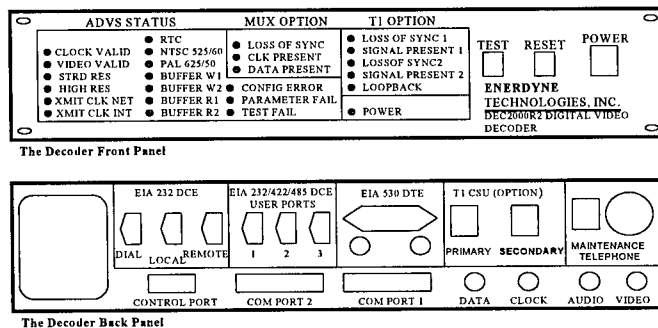 ADVS STATUS MUX OPTION T1 OPTION
RTC
CLOCK VALID NTSC 525/60
VIDEO VALID PAL 625/50
STRD RES BUFFER W1
HIGH RES BUFFER W2
XMIT CLK NET BUFFER R1
XMIT CLK INT BUFFER R2
LOSS OF SYNC
CLK PRESENT
DATA PRESENT
CONFIG ERROR
PARAMETER FAIL
TEST FAIL
LOSS OF SYNC 1
SIGNAL PRESENT 1
LOSSOF SYNC2
SIGNAL PRESENT 2
LOOPBACK
POWER
TEST RESET POWER
ENERDYNE
TECHNOLOGIES, INC.
DEC2000R2 DIGITAL VIDEO
DECODER
The Decoder Front Panel
EIA 232 DCE
DIAL LOCAL REMOTE
EIA 232/422/485 DCE
USER PORTS
1 2 3
EIA 530 DTE
T1 CSU (OPTION)
PRIMARY SECONDARY
MAINTENANCE
TELEPHONE
CONTROL PORT COM PORT 2 COM PORT 1 DATA CLOCK AUDIO VIDEO
The Decoder Back Panel